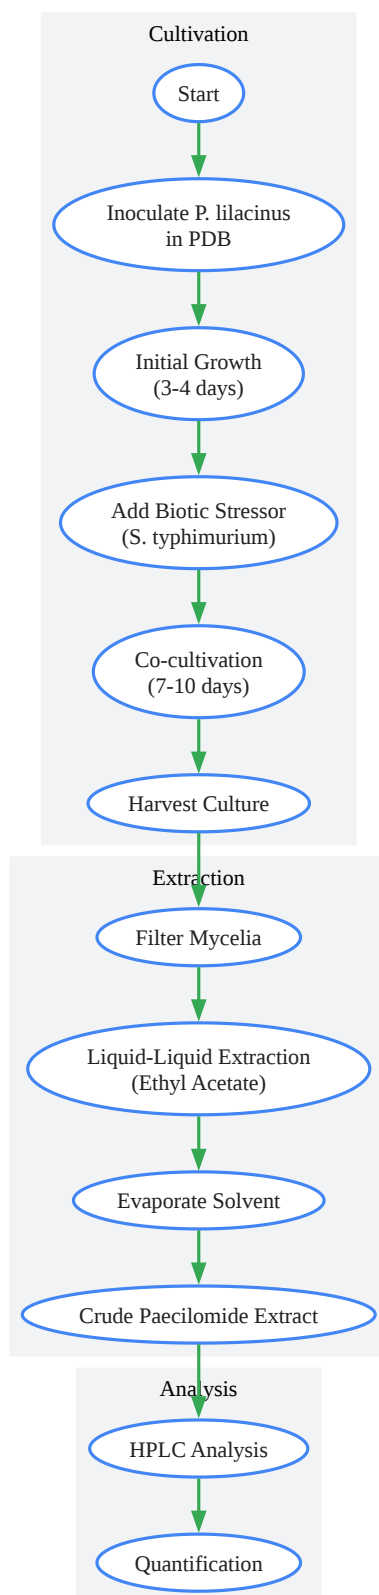 Cultivation
Start
Inoculate P. lilacinus
in PDB
Initial Growth
(3-4 days)
Add Biotic Stressor
(S. typhimurium)
Co-cultivation
(7-10 days)
Harvest Culture
Extraction
Filter Mycelia
Liquid-Liquid Extraction
(Ethyl Acetate)
Evaporate Solvent
Crude Paecilomide Extract
Analysis
HPLC Analysis
Quantification